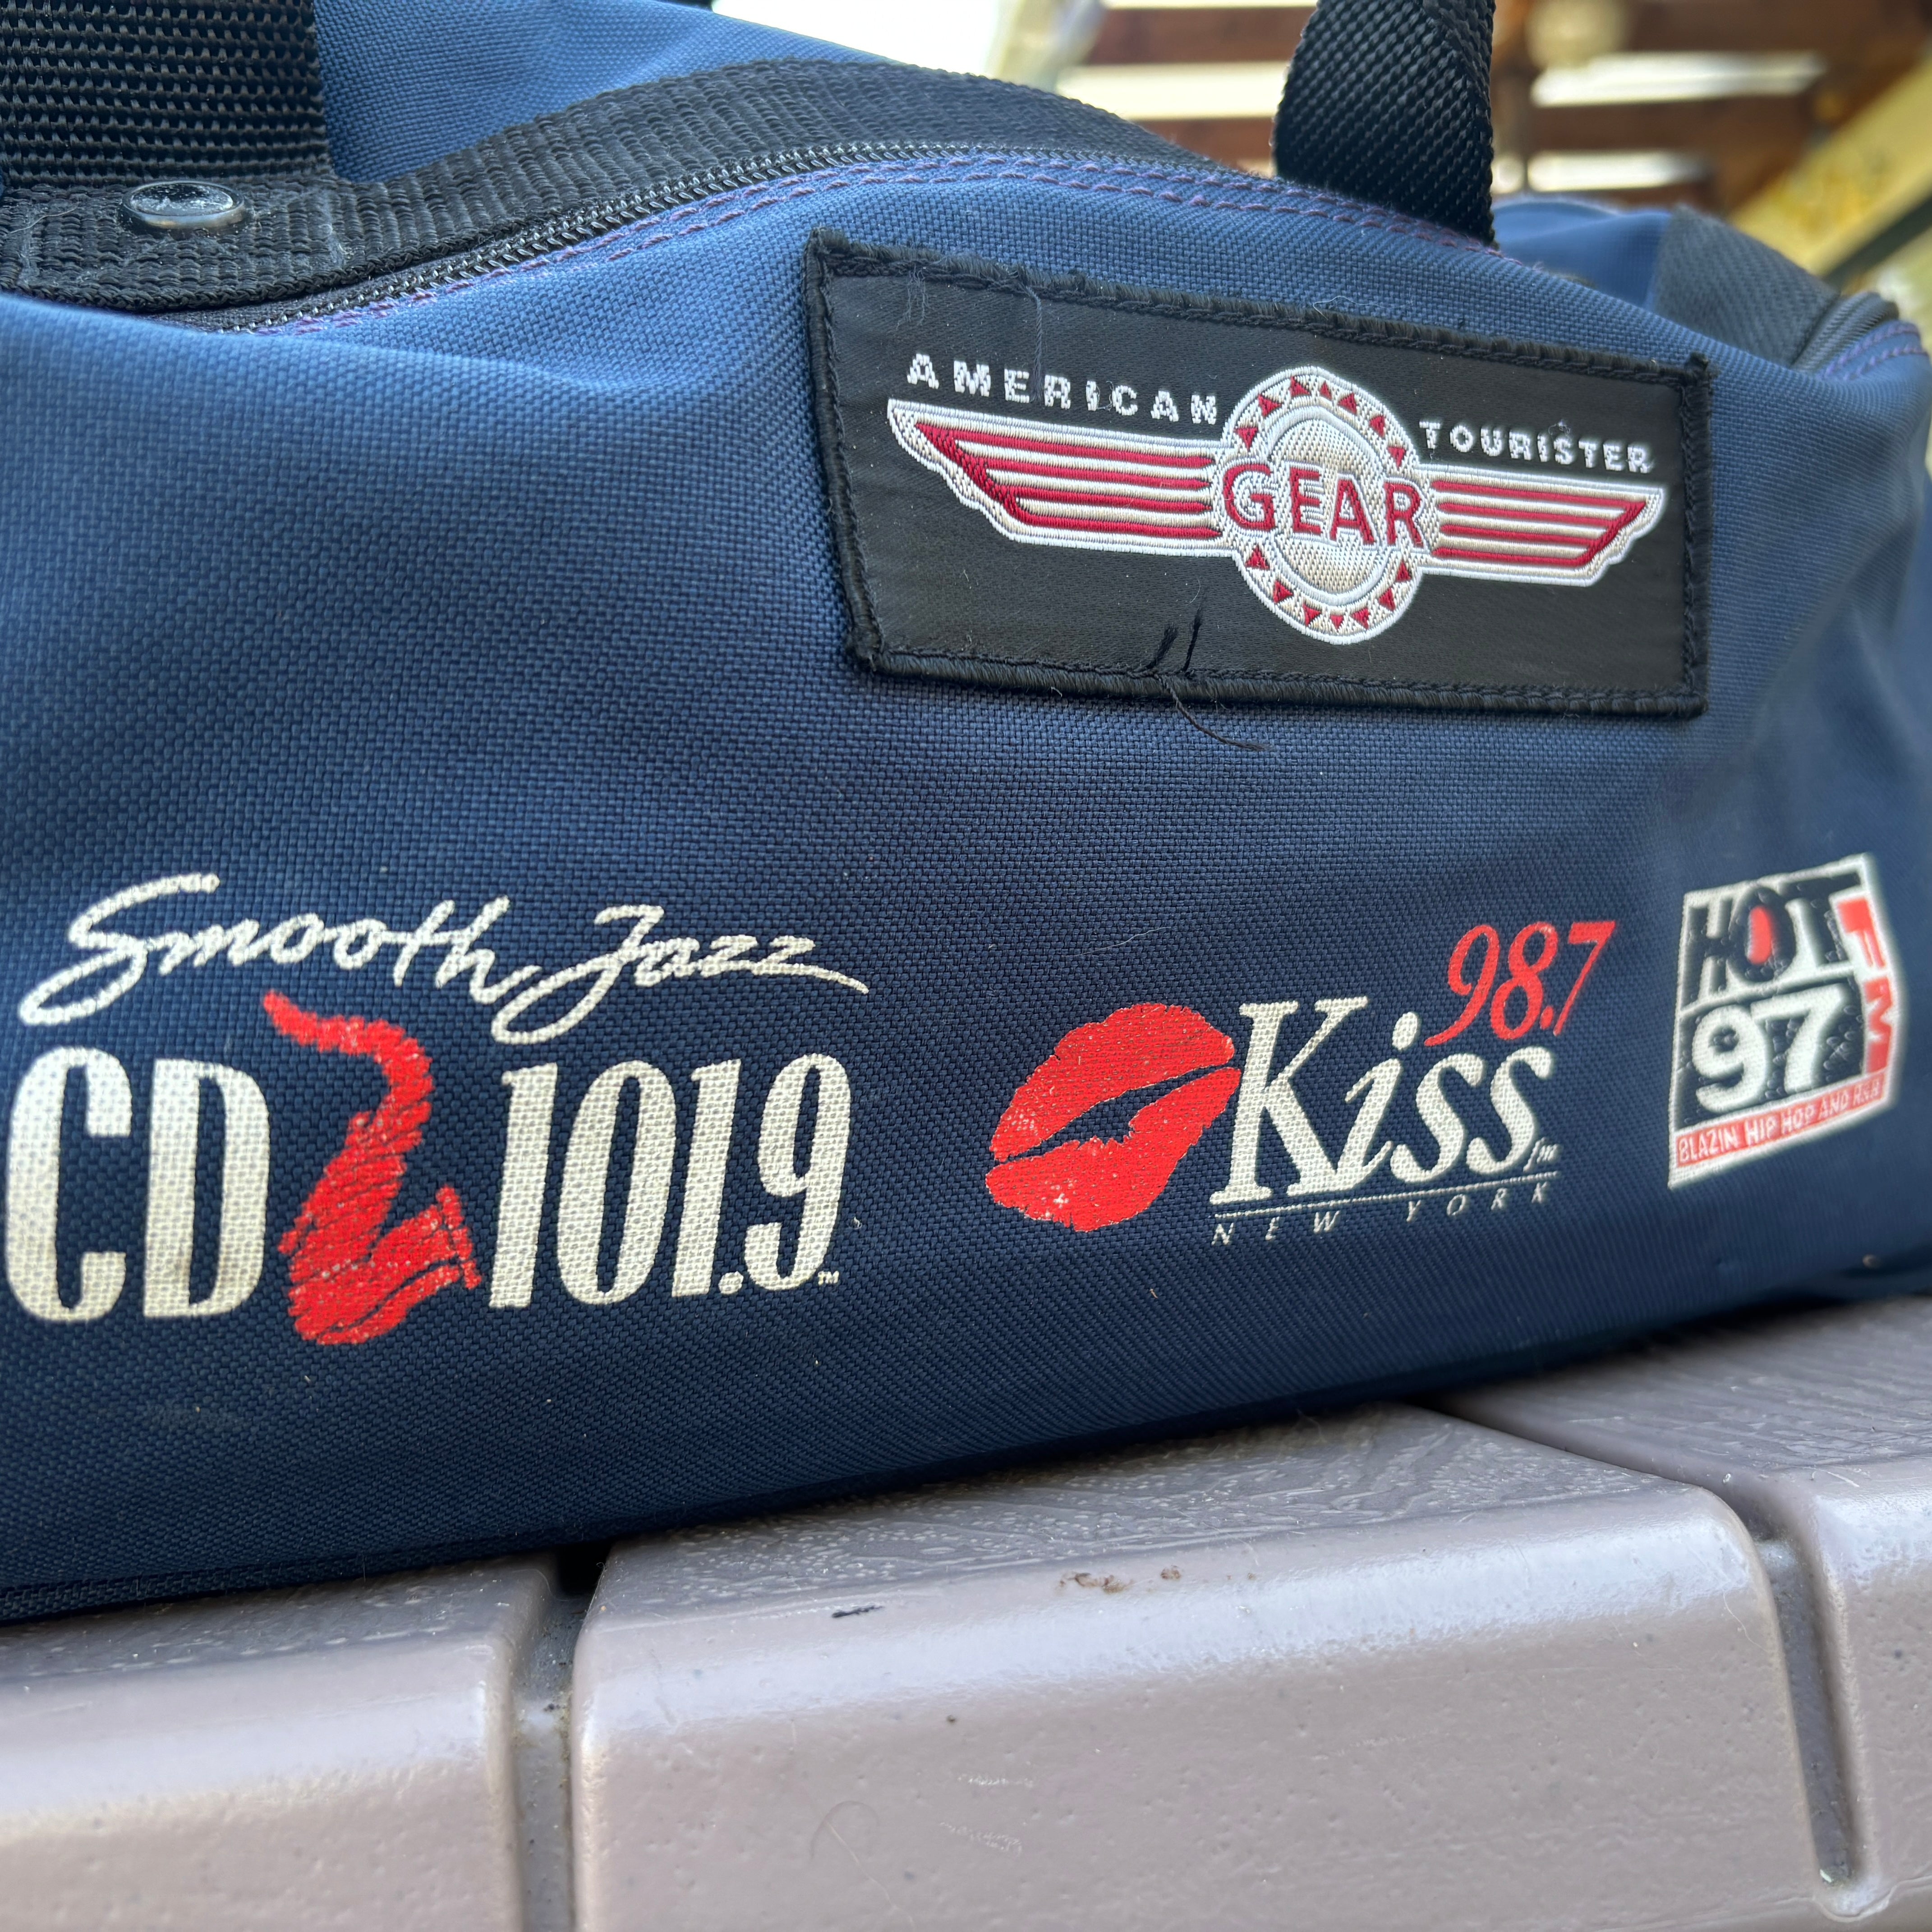 AMERICAN TOURISTER
GEAR
Smooth Jazz
CD 101.9™
98.7
Kiss fm
NEW YORK
HOT FM
97
BLAZIN HIP HOP AND R&B